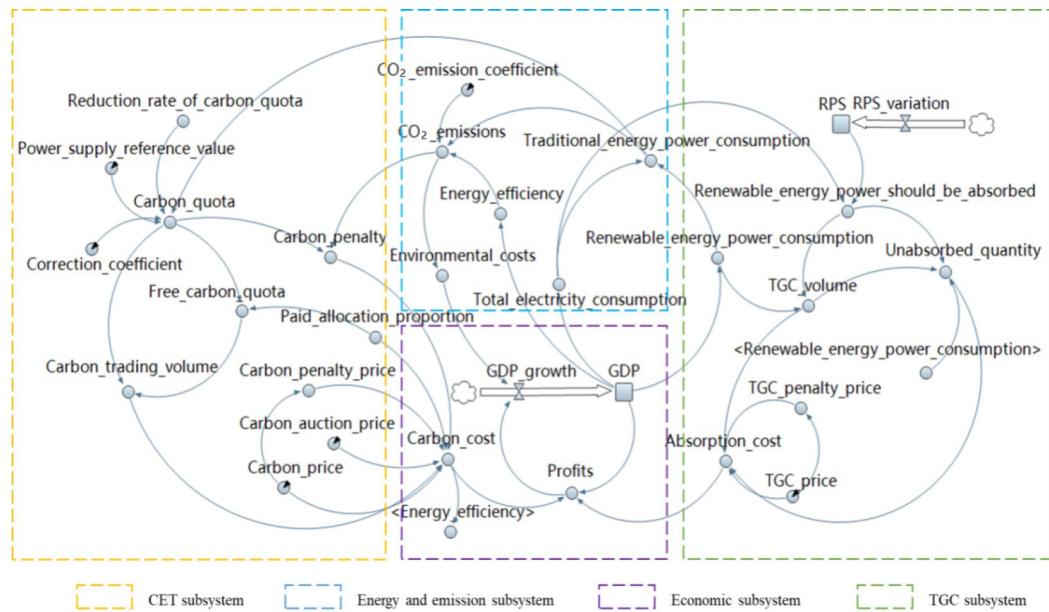 CO₂_emission_coefficient
Reduction_rate_of_carbon_quota
RPS RPS_variation
Power_supply_reference_value
CO₂_emissions
Traditional_energy_power_consumption
Carbon_quota
Energy_efficiency
Renewable_energy_power_should_be_absorbed
Carbon_penalty
Environmental_costs
Renewable_energy_power_consumption
Unabsorbed_quantity
Correction_coefficient
Free_carbon_quota
Total_electricity_consumption
TGC_volume
Paid_allocation_proportion
<Renewable_energy_power_consumption>
Carbon_trading_volume
Carbon_penalty_price
GDP_growth
GDP
TGC_penalty_price
Carbon_auction_price
Carbon_cost
Absorption_cost
Carbon_price
Profits
TGC_price
<Energy_efficiency>
CET subsystem
Energy and emission subsystem
Economic subsystem
TGC subsystem